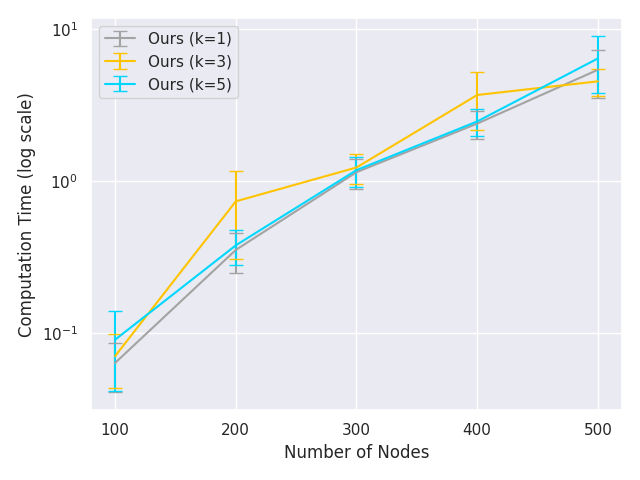 Ours (k=1)
Ours (k=3)
Ours (k=5)
10¹
10⁰
10⁻¹
Computation Time (log scale)
100 200 300 400 500
Number of Nodes